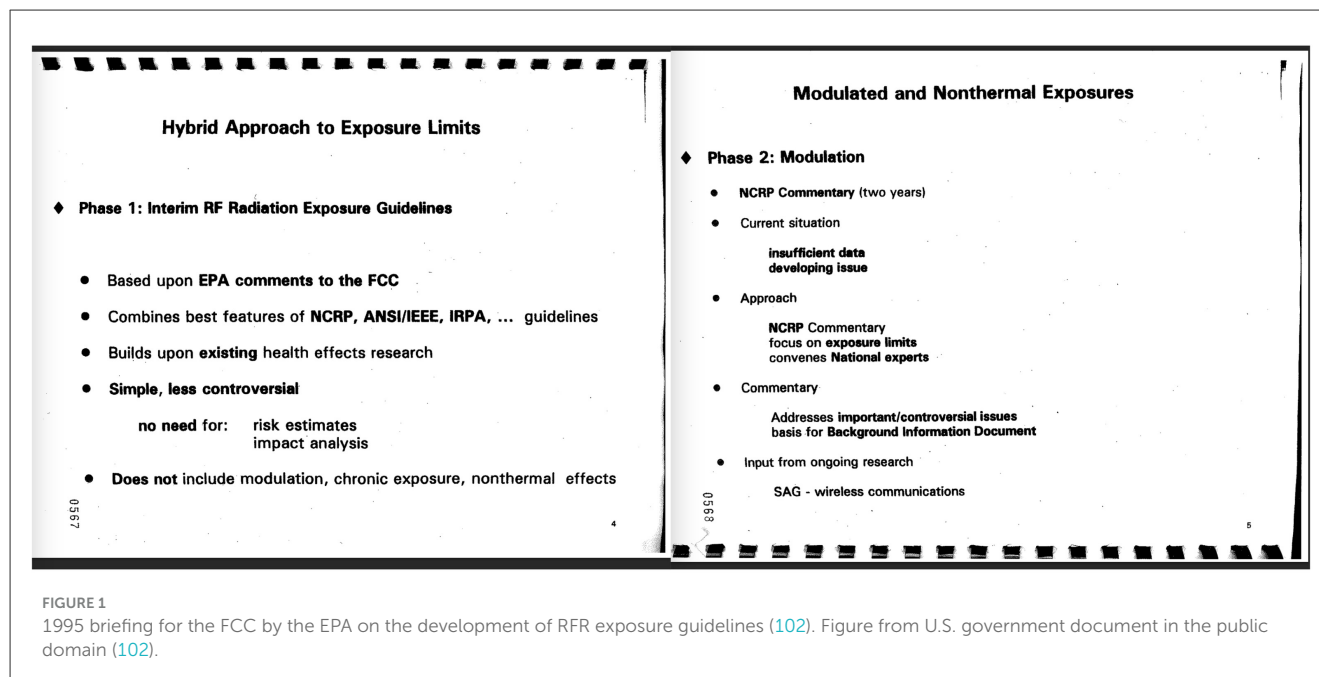 Hybrid Approach to Exposure Limits
♦ Phase 1: Interim RF Radiation Exposure Guidelines
• Based upon EPA comments to the FCC
• Combines best features of NCRP, ANSI/IEEE, IRPA, ... guidelines
• Builds upon existing health effects research
• Simple, less controversial
no need for: risk estimates
impact analysis
• Does not include modulation, chronic exposure, nonthermal effects
0567
4
Modulated and Nonthermal Exposures
♦ Phase 2: Modulation
• NCRP Commentary (two years)
• Current situation
insufficient data
developing issue
• Approach
NCRP Commentary
focus on exposure limits
convenes National experts
• Commentary
Addresses important/controversial issues
basis for Background Information Document
• Input from ongoing research
SAG - wireless communications
0568
5
FIGURE 1
1995 briefing for the FCC by the EPA on the development of RFR exposure guidelines (102). Figure from U.S. government document in the public
domain (102).